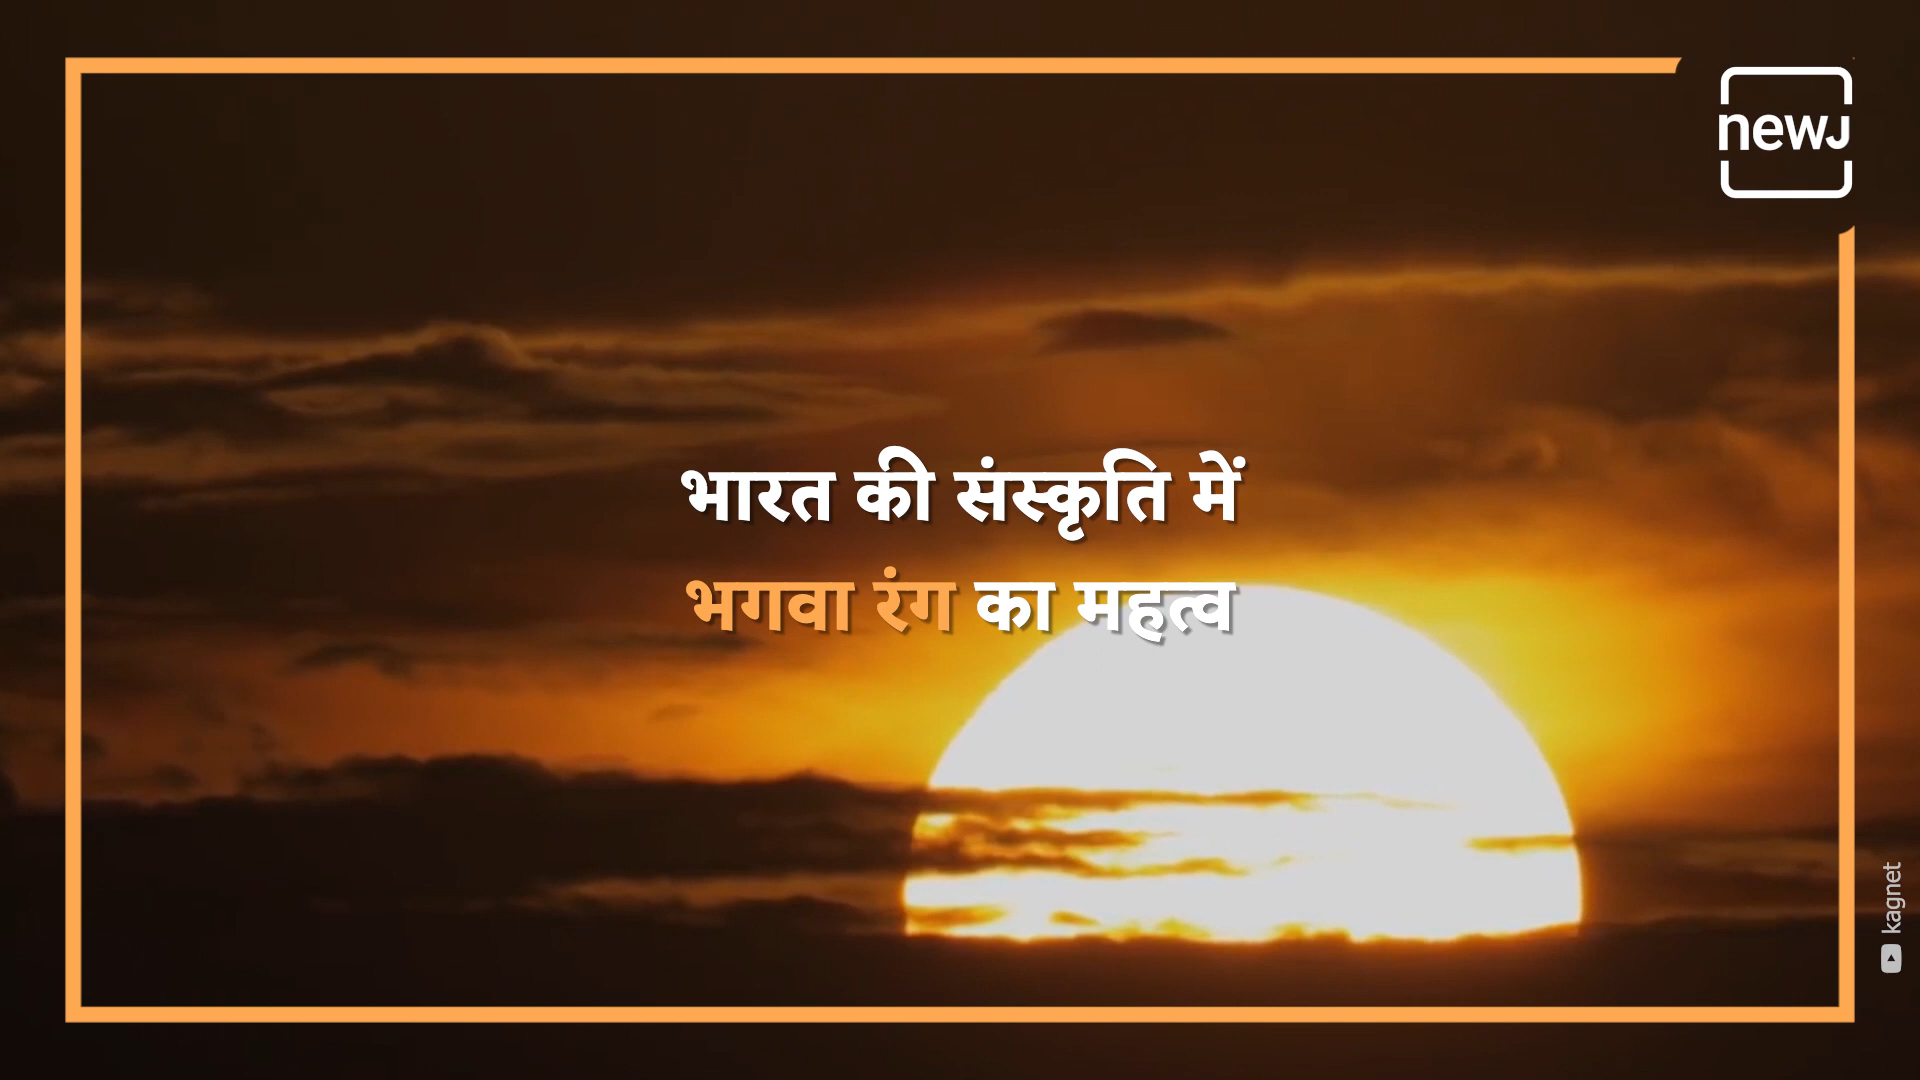 newJ
भारत की संस्कृति में
भगवा रंग का महत्व
kagnet